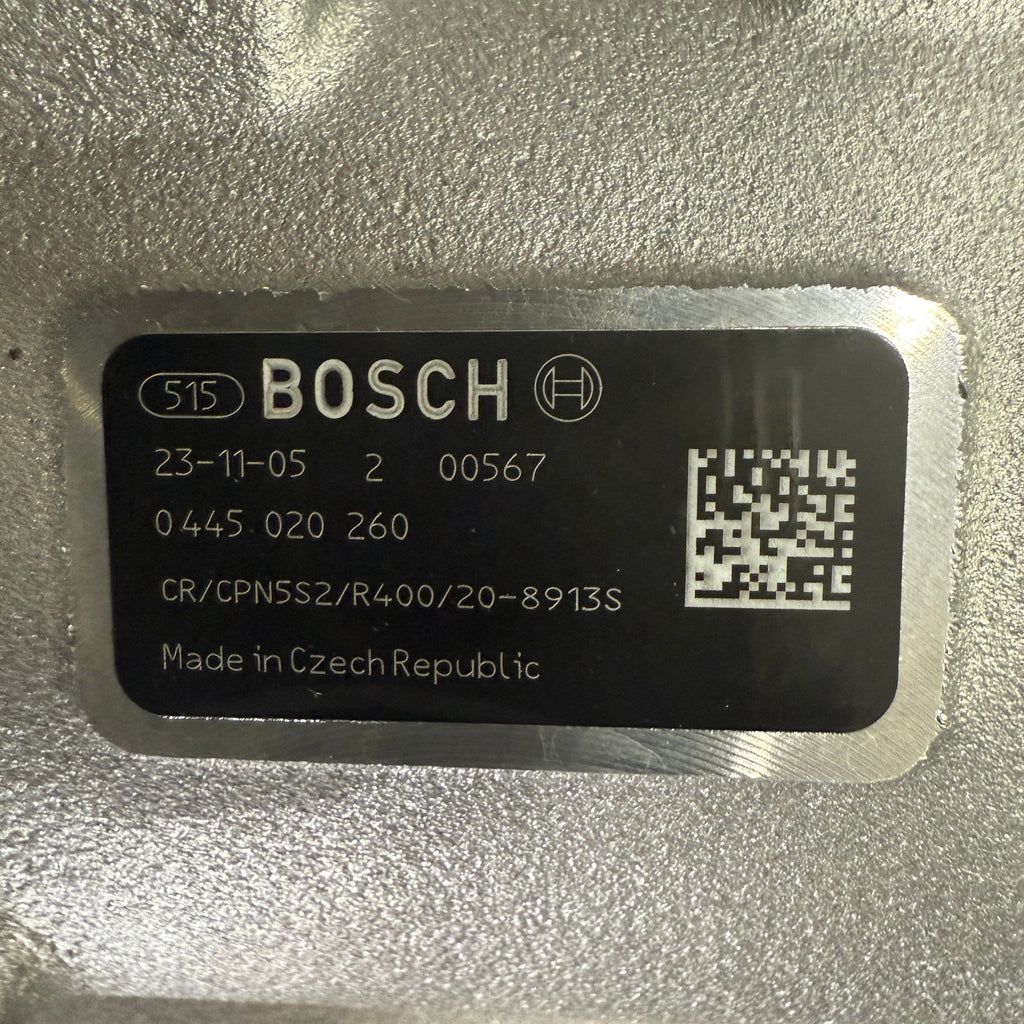 515 BOSCH
23-11-05 2 00567
0 445 020 260
CR/CPN5S2/R400/20-8913S
Made in Czech Republic